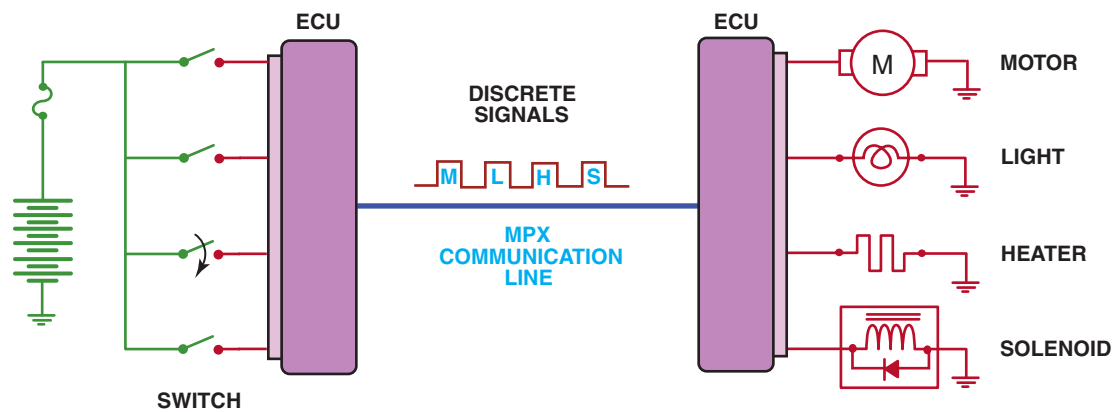 ECU
ECU
DISCRETE
SIGNALS
M L H S
MPX
COMMUNICATION
LINE
M
MOTOR
LIGHT
HEATER
SOLENOID
SWITCH